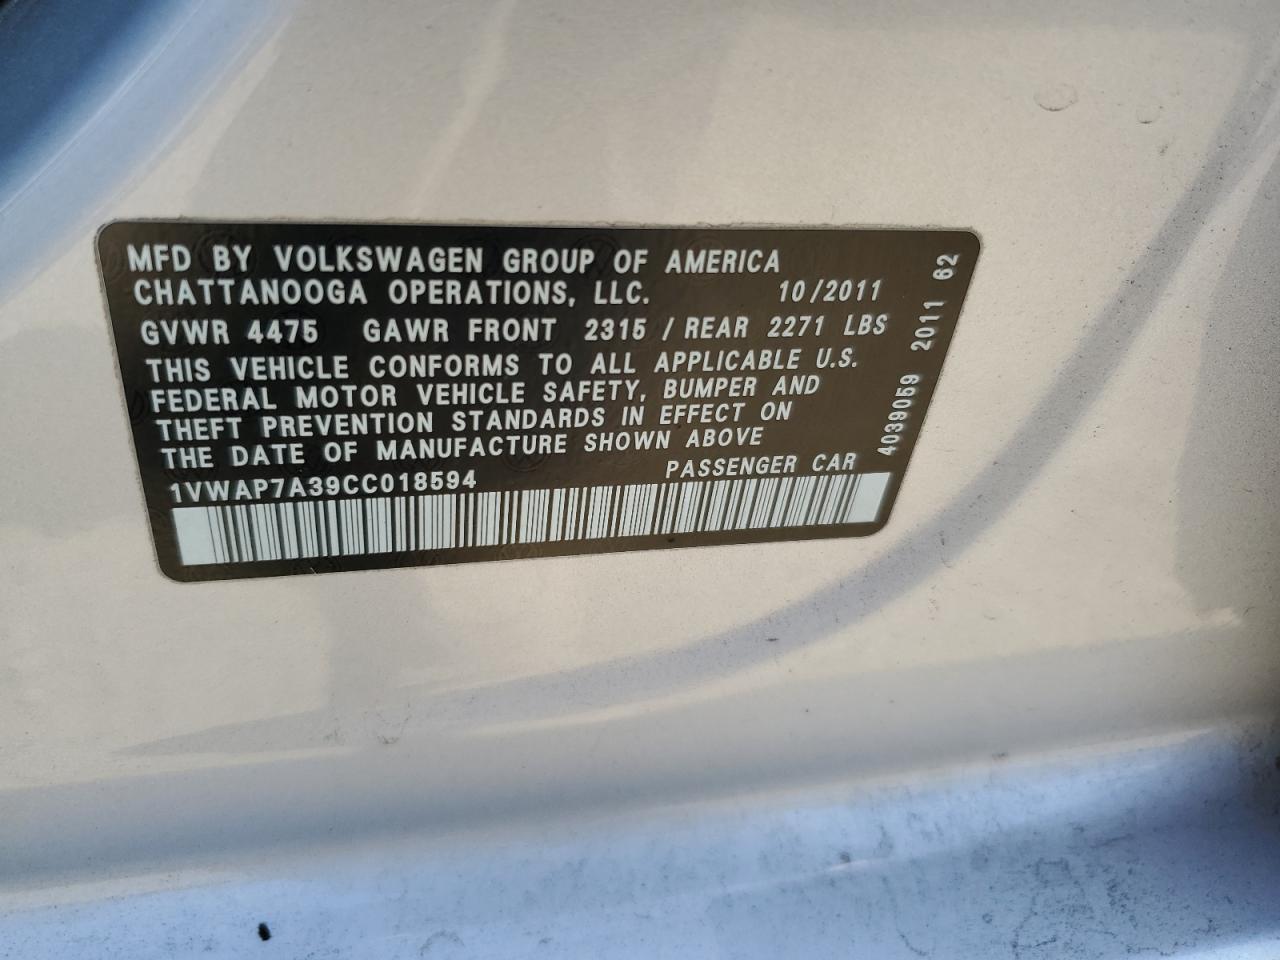 MFD BY VOLKSWAGEN GROUP OF AMERICA
CHATTANOOGA OPERATIONS, LLC. 10/2011
GVWR 4475 GAWR FRONT 2315 / REAR 2271 LBS
THIS VEHICLE CONFORMS TO ALL APPLICABLE U.S.
FEDERAL MOTOR VEHICLE SAFETY, BUMPER AND
THEFT PREVENTION STANDARDS IN EFFECT ON
THE DATE OF MANUFACTURE SHOWN ABOVE
1VWAP7A39CC018594 PASSENGER CAR
4039059 2011 62